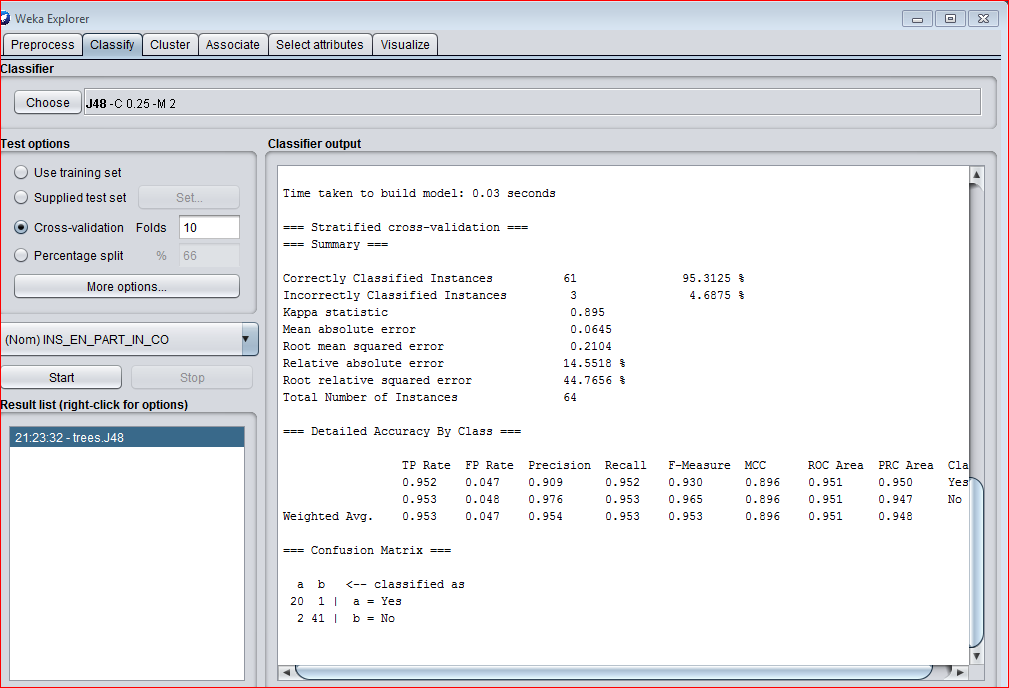 Weka Explorer
Preprocess Classify Cluster Associate Select attributes Visualize
Classifier
Choose J48 -C 0.25 -M 2
Test options
Use training set
Supplied test set Set...
Cross-validation Folds 10
Percentage split % 66
More options...
(Nom) INS_EN_PART_IN_CO
Start Stop
Result list (right-click for options)
21:23:32 - trees.J48
Classifier output
Time taken to build model: 0.03 seconds
=== Stratified cross-validation ===
=== Summary ===
Correctly Classified Instances 61 95.3125 %
Incorrectly Classified Instances 3 4.6875 %
Kappa statistic 0.895
Mean absolute error 0.0645
Root mean squared error 0.2104
Relative absolute error 14.5518 %
Root relative squared error 44.7656 %
Total Number of Instances 64
=== Detailed Accuracy By Class ===
TP Rate FP Rate Precision Recall F-Measure MCC ROC Area PRC Area Cla
0.952 0.047 0.909 0.952 0.930 0.896 0.951 0.950 Yes
0.953 0.048 0.976 0.953 0.965 0.896 0.951 0.947 No
Weighted Avg. 0.953 0.047 0.954 0.953 0.953 0.896 0.951 0.948
=== Confusion Matrix ===
a b <-- classified as
20 1 | a = Yes
2 41 | b = No